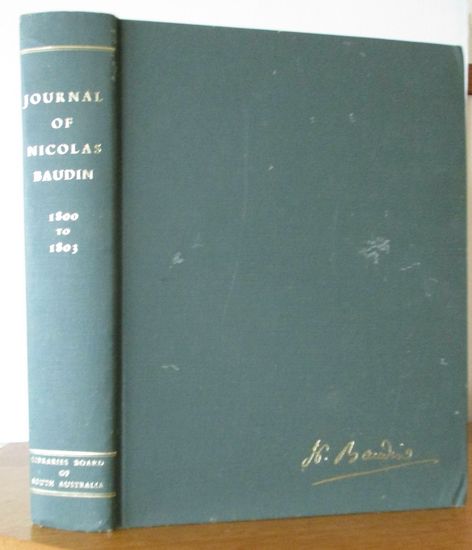 JOURNAL
OF
NICOLAS
BAUDIN
1800
TO
1803
LIBRARIES BOARD
OF
SOUTH AUSTRALIA
N. Baudin